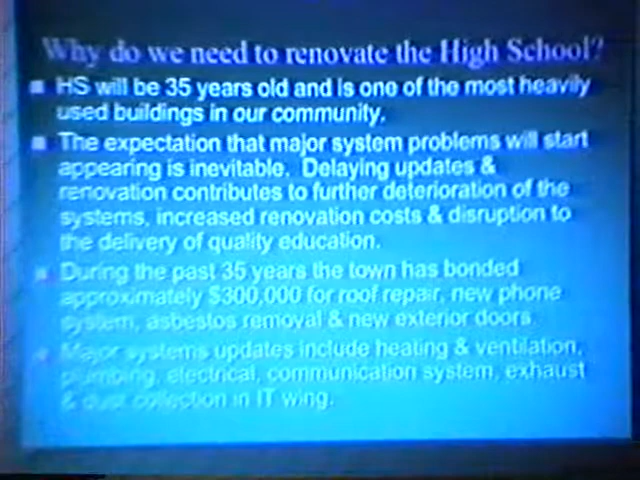 Why do we need to renovate the High School?
HS will be 35 years old and is one of the most heavily
used buildings in our community.
The expectation that major system problems will start
appearing is inevitable. Delaying updates &
renovation contributes to further deterioration of the
systems, increased renovation costs & disruption to
the delivery of quality education.
During the past 35 years the town has bonded
approximately $300,000 for roof repair, new phone
system, asbestos removal & new exterior doors
Major systems updates include heating & ventilation,
plumbing, electrical, communication system, exhaust
& dust collection in IT wing.